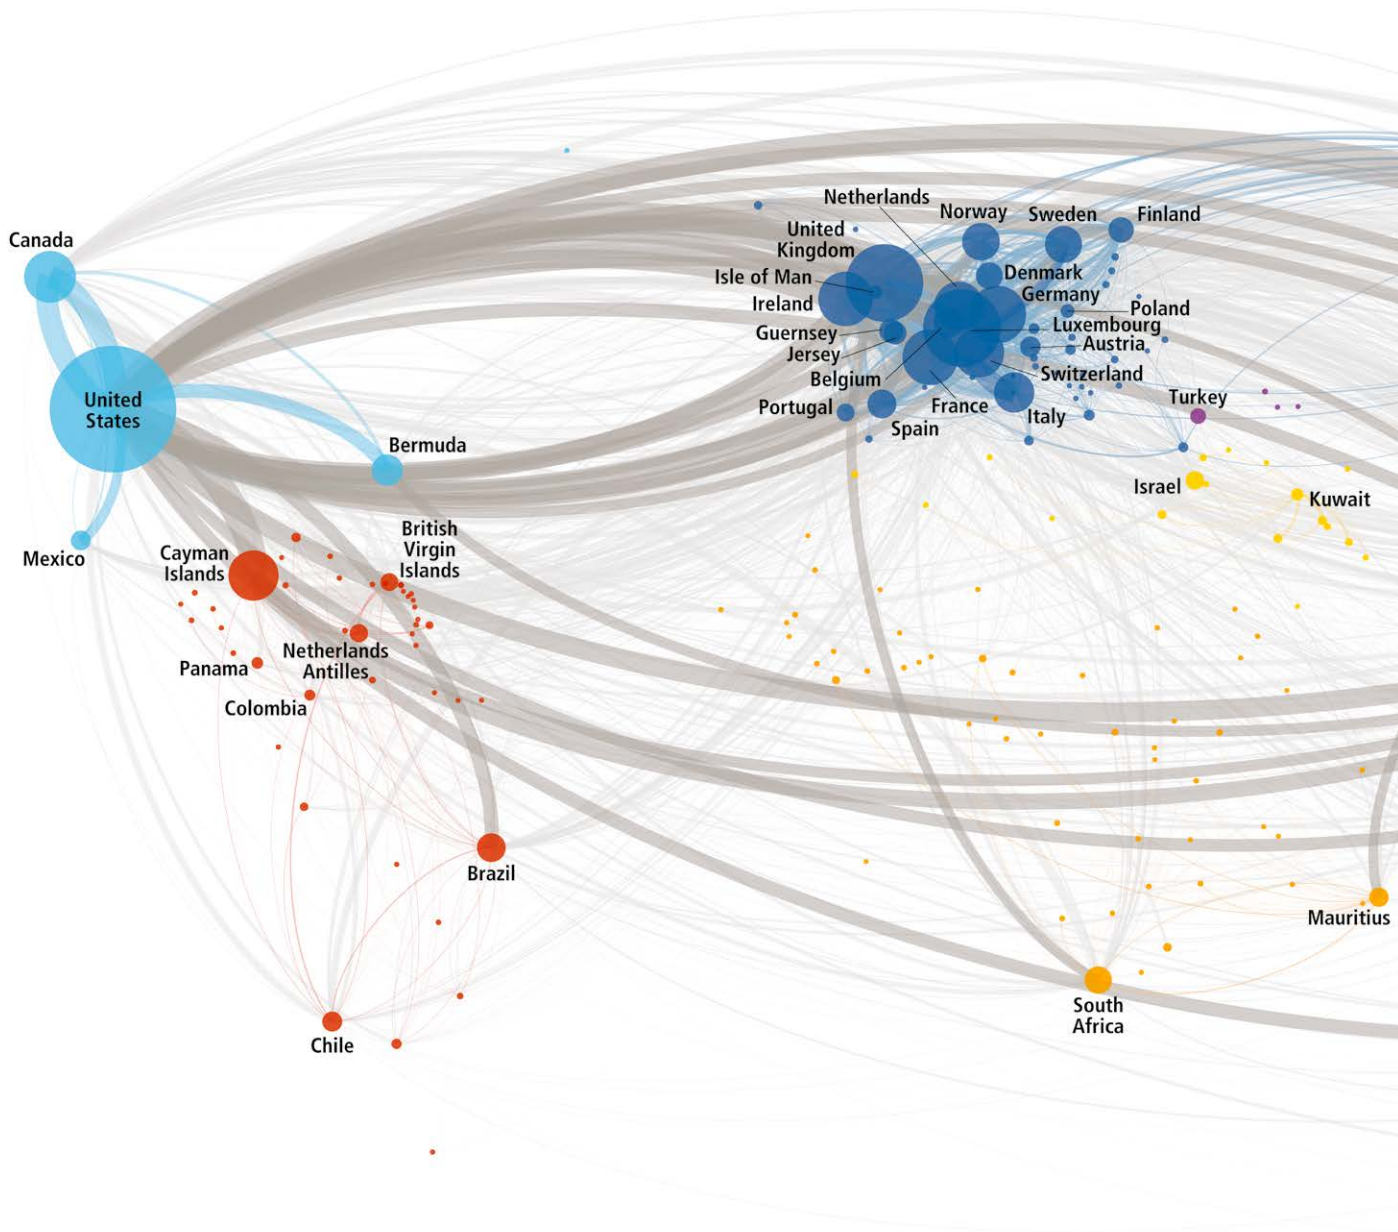 Canada
United
States
Mexico
Bermuda
Cayman
Islands
British
Virgin
Islands
Netherlands
Antilles
Panama
Colombia
Brazil
Chile
Netherlands
Norway
Sweden
Finland
United
Kingdom
Isle of Man
Ireland
Guernsey
Jersey
Belgium
Portugal
Spain
France
Italy
Denmark
Germany
Poland
Luxembourg
Austria
Switzerland
Turkey
Israel
Kuwait
Mauritius
South
Africa